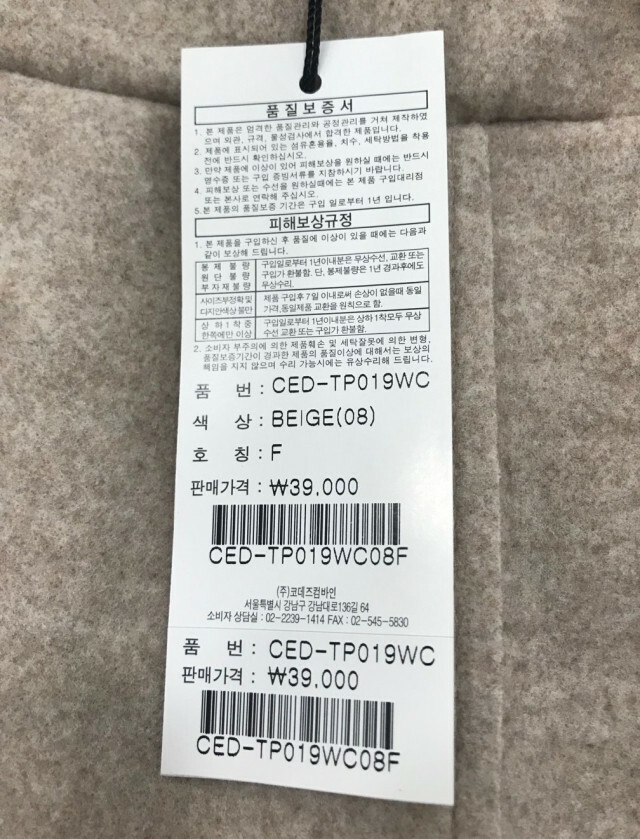 품질보증서
1. 본 제품은 엄격한 품질관리와 공정관리를 거쳐 제작하였
으며 외관, 규격, 물성검사에서 합격한 제품입니다.
2. 제품에 표시되어 있는 섬유혼용율, 치수, 세탁방법을 착용
전에 반드시 확인하십시오.
3. 만약 제품에 이상이 있어 피해보상을 원하실 때에는 반드시
영수증 또는 구입 증빙서류를 지참하시기 바랍니다.
4. 피해보상 또는 수선을 원하실때에는 본 제품 구입대리점
또는 본사로 연락해 주십시오.
5.본 제품의 품질보증 기간은 구입 일로부터 1년 입니다.
피해보상규정
1. 본 제품을 구입하신 후 품질에 이상이 있을 때에는 다음과
같이 보상해 드립니다.
봉제불량
원단불량
부자재불량
구입일로부터 1년이내분은 무상수선, 교환 또는
구입가 환불함. 단, 봉제불량은 1년 경과후에도
무상수리.
사이즈부정확 및
디자인색상불만
제품 구입후 7일 이내로써 손상이 없을때 동일
가격,동일제품 교환을 원칙으로 함.
상하 1착중
한쪽에만 이상
구입일로부터 1년이내분은 상하 1착모두 무상
수선 교환 또는 구입가 환불함.
2. 소비자 부주의에 의한 제품훼손 및 세탁잘못에 의한 변형,
품질보증기간이 경과한 제품의 품질이상에 대해서는 보상의
책임을 지지 않으며 수리 가능시에는 유상수리해 드립니다.
품 번 : CED-TP019WC
색 상 : BEIGE(08)
호 칭 : F
판매가격 : ₩39,000
CED-TP019WC08F
(주)코데즈컴바인
서울특별시 강남구 강남대로136길 64
소비자 상담실 : 02-2239-1414 FAX : 02-545-5830
품 번 : CED-TP019WC
판매가격 : ₩39,000
CED-TP019WC08F